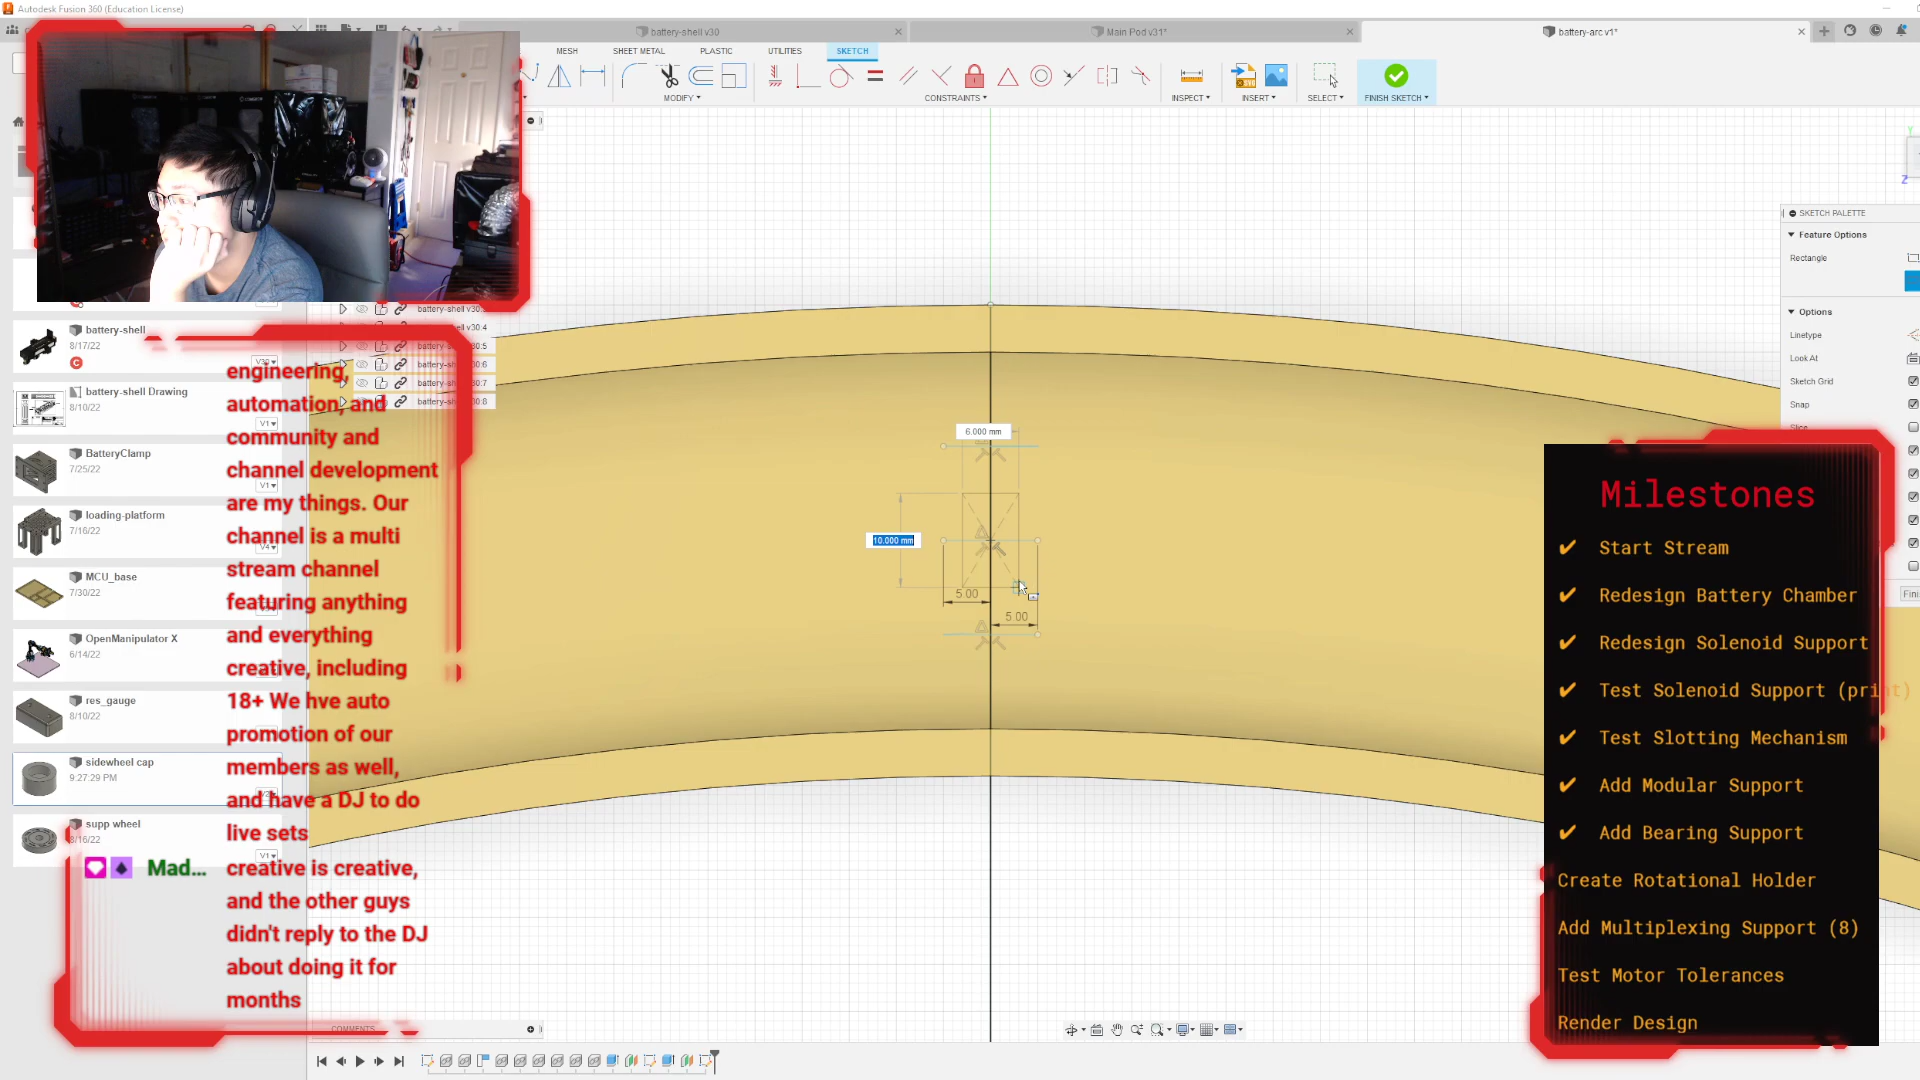 Autodesk Fusion 360 (Education License)
battery-shell v30
Main Pod v31*
battery-arc v1*
MESH
SHEET METAL
PLASTIC
UTILITIES
SKETCH
MODIFY
CONSTRAINTS
INSPECT
INSERT
SELECT
FINISH SKETCH
SKETCH PALETTE
Feature Options
Rectangle
Options
Linetype
Look At
Sketch Grid
Snap
Slice
battery-shell
8/17/22
V30
battery-shell Drawing
8/10/22
V1
BatteryClamp
7/25/22
V1
loading-platform
7/16/22
V4
MCU_base
7/30/22
OpenManipulator X
6/14/22
res_gauge
8/10/22
sidewheel cap
9:27:29 PM
supp wheel
8/16/22
V1
6.000 mm
10.000 mm
5.00
5.00
engineering,
automation, and
community and
channel development
are my things. Our
channel is a multi
stream channel
featuring anything
and everything
creative, including
18+ We hve auto
promotion of our
members as well,
and have a DJ to do
live sets
Mad... creative is creative,
and the other guys
didn't reply to the DJ
about doing it for
months
COMMENTS
Milestones
✔ Start Stream
✔ Redesign Battery Chamber
✔ Redesign Solenoid Support
✔ Test Solenoid Support (print)
✔ Test Slotting Mechanism
✔ Add Modular Support
✔ Add Bearing Support
Create Rotational Holder
Add Multiplexing Support (8)
Test Motor Tolerances
Render Design